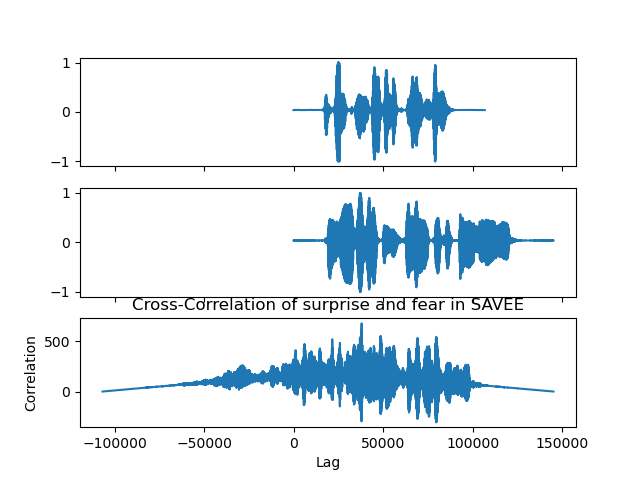 1
0
−1
1
0
−1
Cross-Correlation of surprise and fear in SAVEE
500
0
Correlation
−100000 −50000 0 50000 100000 150000
Lag